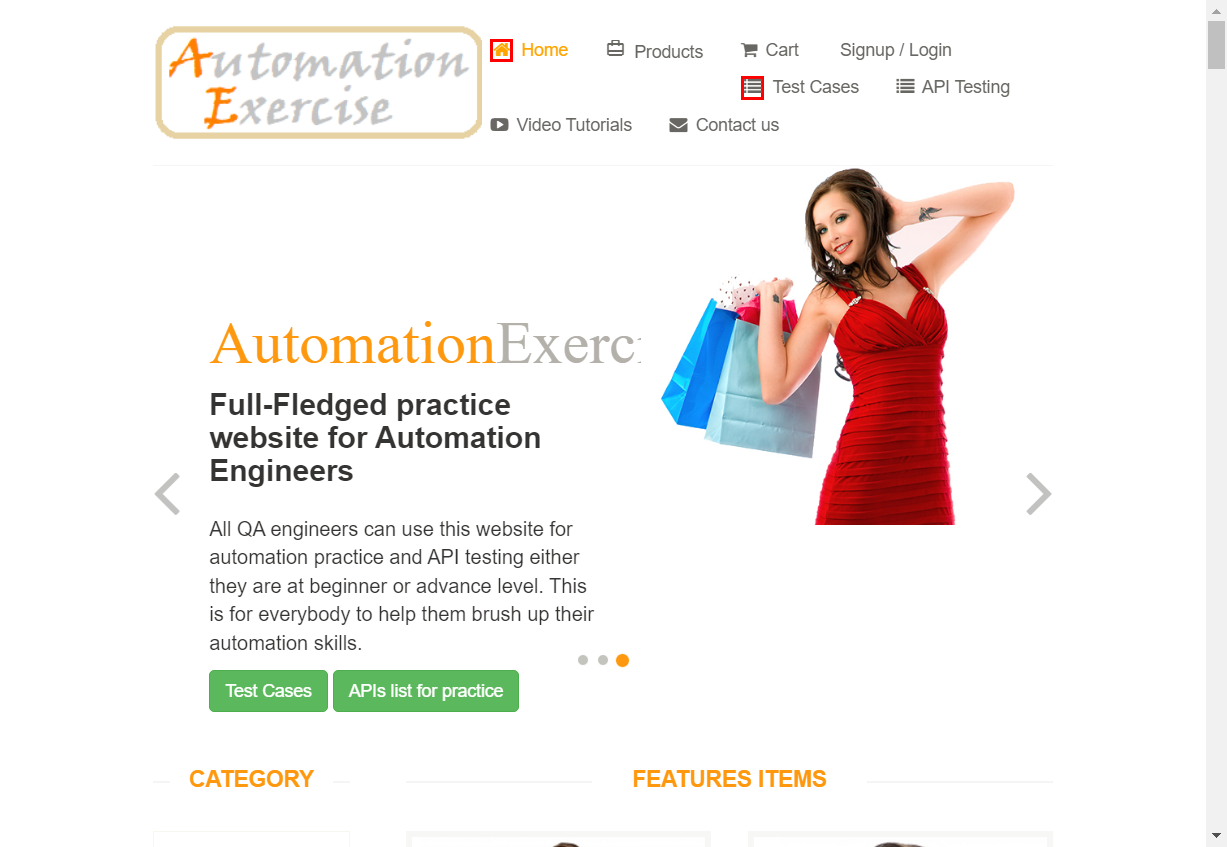 Automation
Exercise
Home
Products
Cart
Signup / Login
Test Cases
API Testing
Video Tutorials
Contact us
AutomationExerci
Full-Fledged practice
website for Automation
Engineers
All QA engineers can use this website for
automation practice and API testing either
they are at beginner or advance level. This
is for everybody to help them brush up their
automation skills.
Test Cases
APIs list for practice
CATEGORY
FEATURES ITEMS